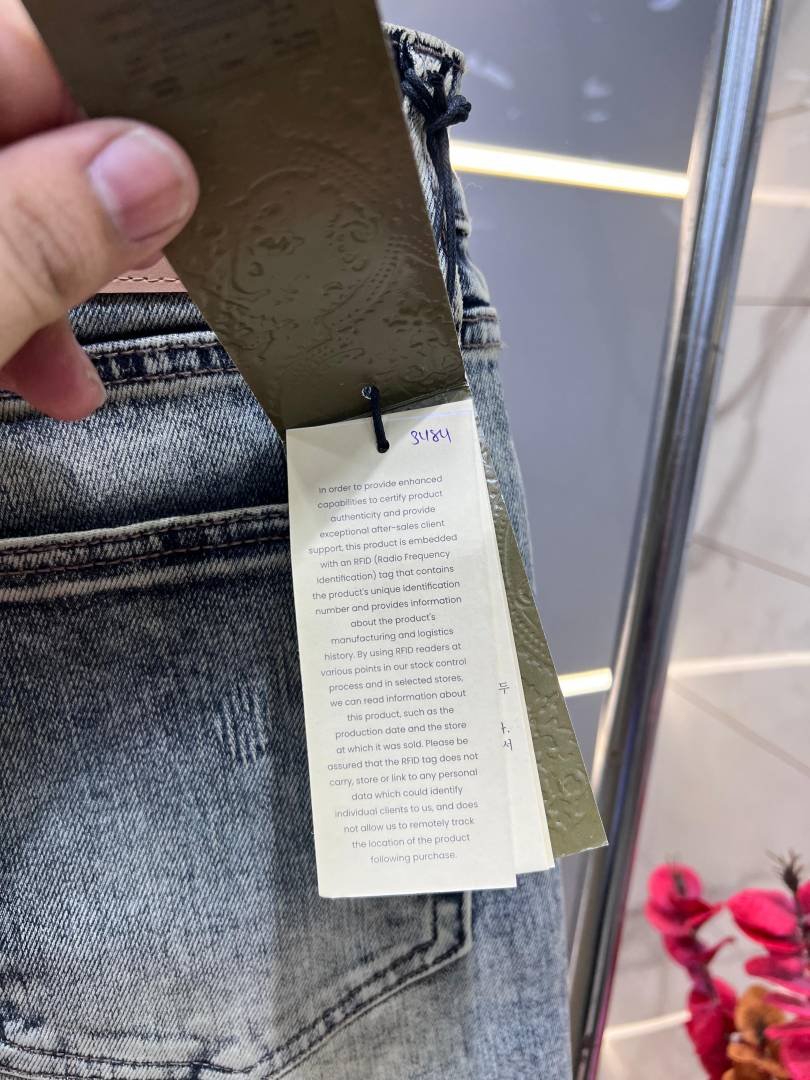 3484
In order to provide enhanced
capabilities to certify product
authenticity and provide
exceptional after-sales client
support, this product is embedded
with an RFID (Radio Frequency
Identification) tag that contains
the product's unique identification
number and provides information
about the product's
manufacturing and logistics
history. By using RFID readers at
various points in our stock control
process and in selected stores,
we can read information about
this product, such as the
production date and the store
at which it was sold. Please be
assured that the RFID tag does not
carry, store or link to any personal
data which could identify
individual clients to us, and does
not allow us to remotely track
the location of the product
following purchase.
두
서